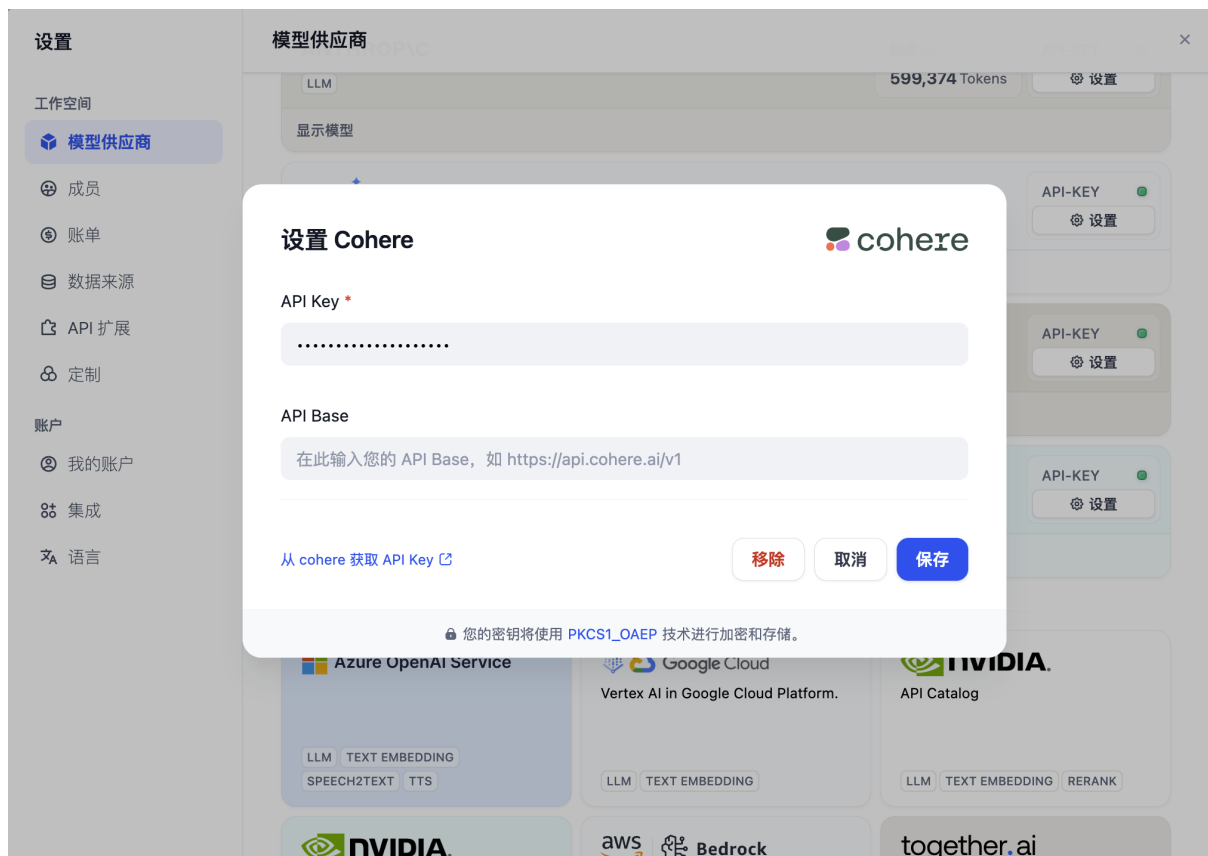 设置
模型供应商
工作空间
模型供应商
成员
账单
数据来源
API 扩展
定制
账户
我的账户
集成
语言
LLM
599,374 Tokens
设置
显示模型
API-KEY
设置
API-KEY
设置
API-KEY
设置
设置 Cohere
cohere
API Key *
API Base
在此输入您的 API Base，如 https://api.cohere.ai/v1
从 cohere 获取 API Key
移除
取消
保存
您的密钥将使用 PKCS1_OAEP 技术进行加密和存储。
Azure OpenAI Service
LLM TEXT EMBEDDING
SPEECH2TEXT TTS
Google Cloud
Vertex AI in Google Cloud Platform.
LLM TEXT EMBEDDING
NVIDIA.
API Catalog
LLM TEXT EMBEDDING RERANK
NVIDIA.
aws Bedrock
together.ai